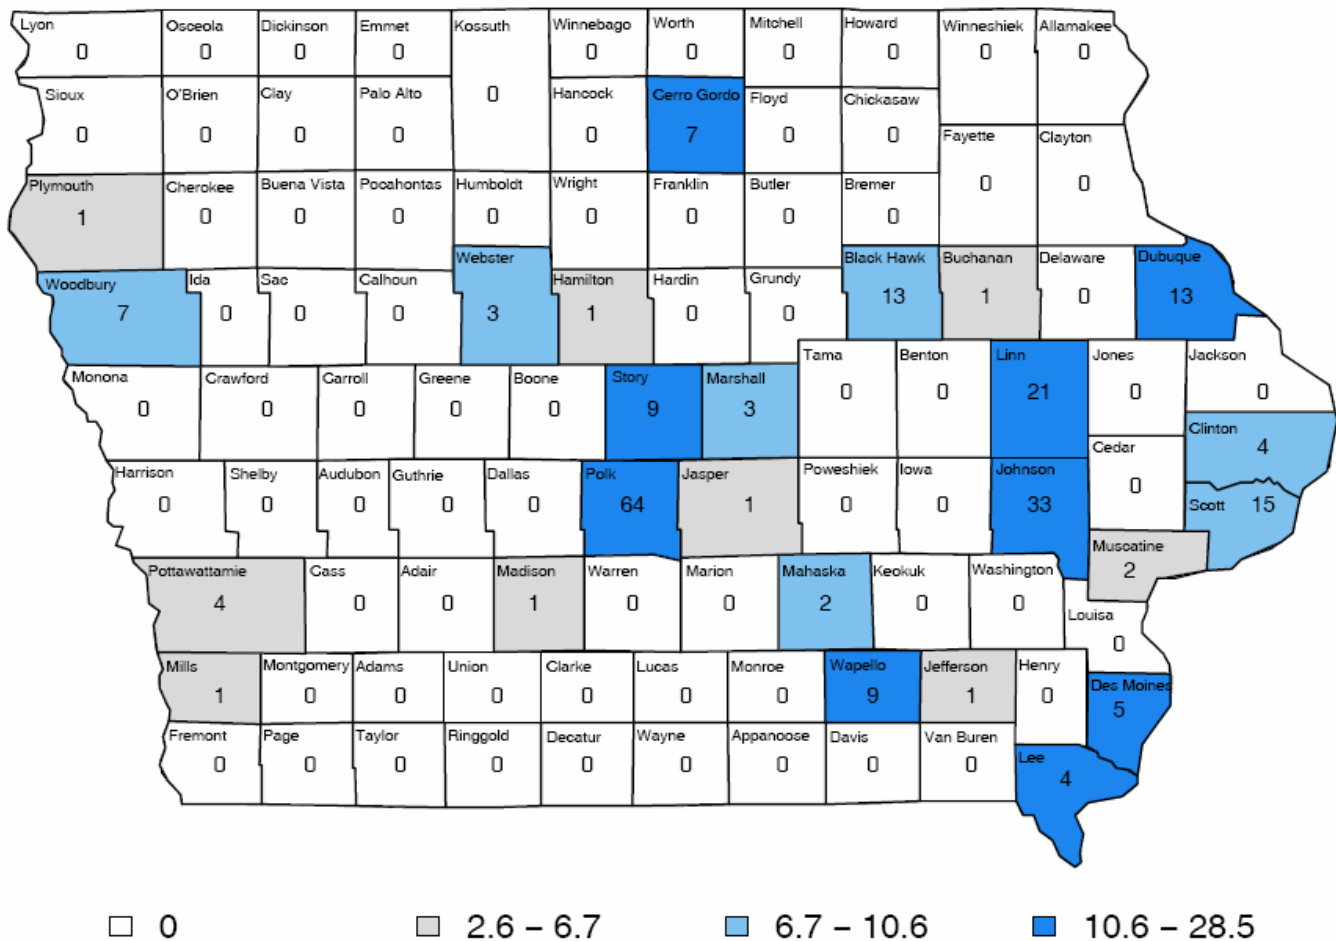 Lyon Osceola Dickinson Emmet Kossuth Winnebago Worth Mitchell Howard Winneshiek Allamakee
0 0 0 0 0 0 0 0 0 0
Sioux O'Brien Clay Palo Alto 0 Hancock Cerro Gordo Floyd Chickasaw
0 0 0 0 0 7 0 0
Fayette Clayton
0 0
Plymouth Cherokee Buena Vista Pocahontas Humboldt Wright Franklin Butler Bremer
1 0 0 0 0 0 0 0 0
Webster Black Hawk Buchanan Delaware Dubuque
3 13 1 0 13
Woodbury Ida Sac Calhoun Hamilton Hardin Grundy
7 0 0 0 1 0 0
Tama Benton Linn Jones Jackson
0 0 21 0 0
Monona Crawford Carroll Greene Boone Story Marshall
0 0 0 0 0 9 3
Clinton
4
Cedar
0
Harrison Shelby Audubon Guthrie Dallas Polk Jasper Poweshiek Iowa Johnson
0 0 0 0 0 64 1 0 0 33
Scott 15
Muscatine
2
Pottawattamie Cass Adair Madison Warren Marion Mahaska Keokuk Washington
4 0 0 1 0 0 2 0 0
Louisa
0
Mills Montgomery Adams Union Clarke Lucas Monroe Wapello Jefferson Henry
1 0 0 0 0 0 0 9 1 0
Des Moines
5
Fremont Page Taylor Ringgold Decatur Wayne Appanoose Davis Van Buren
0 0 0 0 0 0 0 0 0
Lee
4
0 2.6 – 6.7 6.7 – 10.6 10.6 – 28.5